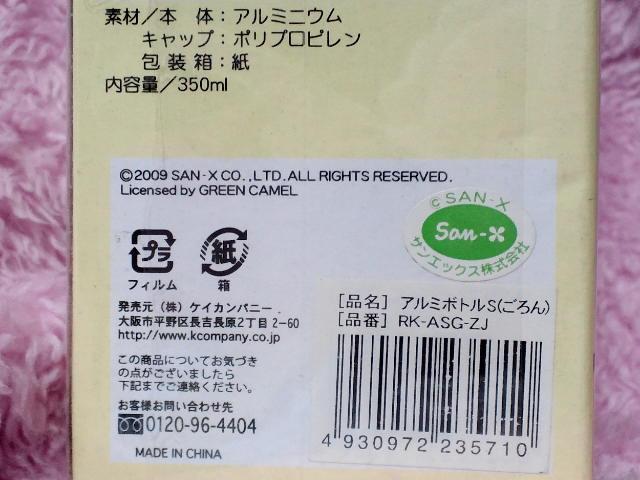 素材/本　体：アルミニウム
キャップ：ポリプロピレン
包装箱：紙
内容量/350ml
©2009 SAN-X CO.,LTD.ALL RIGHTS RESERVED.
Licensed by GREEN CAMEL
© SAN-X
San-X
サンエックス株式会社
プラ
紙
フィルム
箱
発売元（株）ケイカンパニー
大阪市平野区長吉長原2丁目2-60
http://www.kcompany.co.jp
この商品についてお気づき
の点がございましたら
下記までご連絡ください。
お客様お問い合わせ先
0120-96-4404
MADE IN CHINA
[品名] アルミボトルS(ごろん)
[品番] RK-ASG-ZJ
4 930972 235710